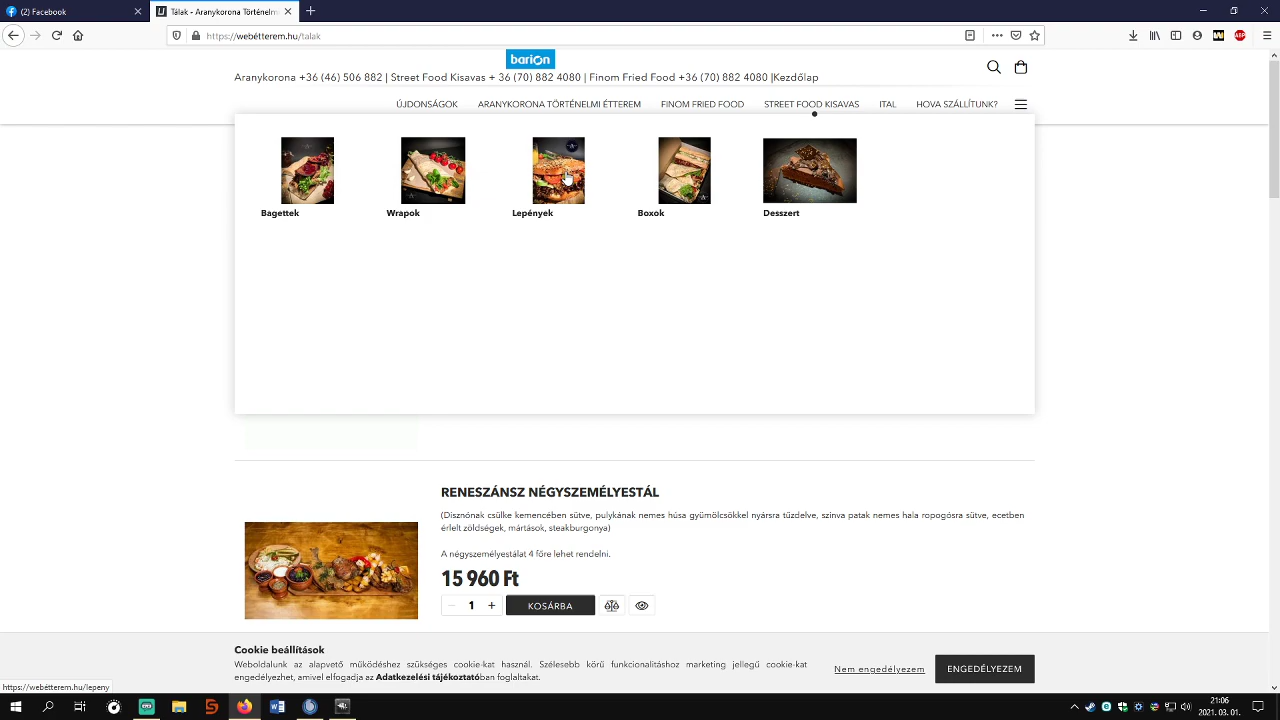 Facebook
Tálak - Aranykorona Történelm
https://webétterem.hu/talak
barion
Aranykorona +36 (46) 506 882 | Street Food Kisavas + 36 (70) 882 4080 | Finom Fried Food +36 (70) 882 4080 |Kezdőlap
ÚJDONSÁGOK ARANYKORONA TÖRTÉNELMI ÉTTEREM FINOM FRIED FOOD STREET FOOD KISAVAS ITAL HOVA SZÁLLÍTUNK?
Bagettek Wrapok Lepények Boxok Desszert
RENESZÁNSZ NÉGYSZEMÉLYESTÁL
(Disznónak csülke kemencében sütve, pulykának nemes húsa gyümölcsökkel nyársra tűzdelve, szinva patak nemes hala ropogósra sütve, ecetben
érlelt zöldségek, mártások, steakburgonya)
A négyszemélyestálat 4 főre lehet rendelni.
15 960 Ft
1
KOSÁRBA
Cookie beállítások
Weboldalunk az alapvető működéshez szükséges cookie-kat használ. Szélesebb körű funkcionalitáshoz marketing jellegű cookie-kat
engedélyezhet, amivel elfogadja az Adatkezelési tájékoztatóban foglaltakat.
Nem engedélyezem
ENGEDÉLYEZEM
https://webétterem.hu/lepeny
21:06
2021. 03. 01.